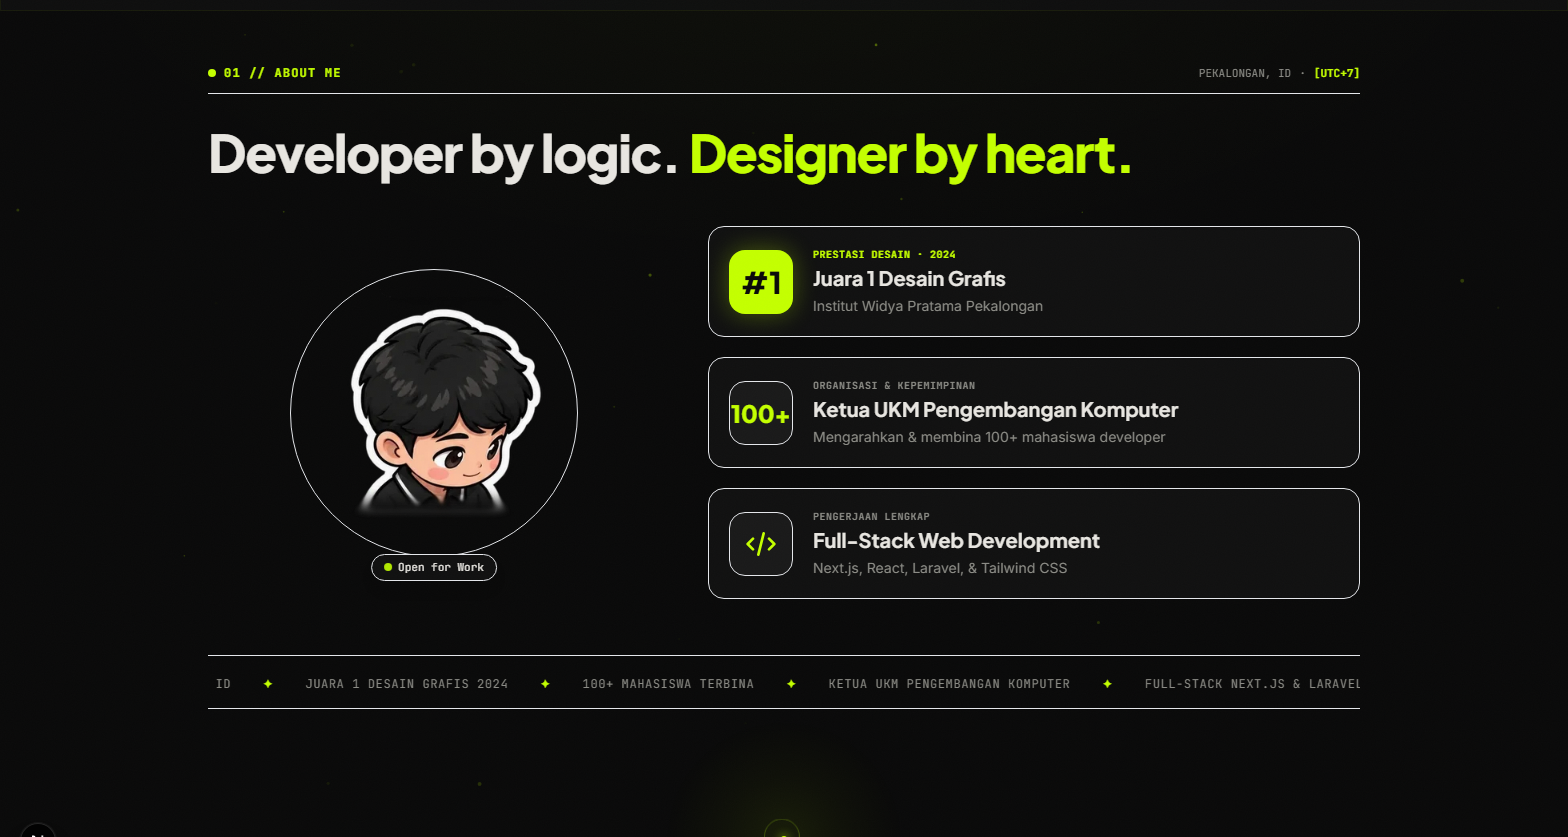 01 // ABOUT ME
PEKALONGAN, ID · [UTC+7]
Developer by logic. Designer by heart.
#1
PRESTASI DESAIN · 2024
Juara 1 Desain Grafis
Institut Widya Pratama Pekalongan
100+
ORGANISASI & KEPEMIMPINAN
Ketua UKM Pengembangan Komputer
Mengarahkan & membina 100+ mahasiswa developer
</>
PENGERJAAN LENGKAP
Full-Stack Web Development
Next.js, React, Laravel, & Tailwind CSS
Open for Work
ID ✦ JUARA 1 DESAIN GRAFIS 2024 ✦ 100+ MAHASISWA TERBINA ✦ KETUA UKM PENGEMBANGAN KOMPUTER ✦ FULL-STACK NEXT.JS & LARAVEL